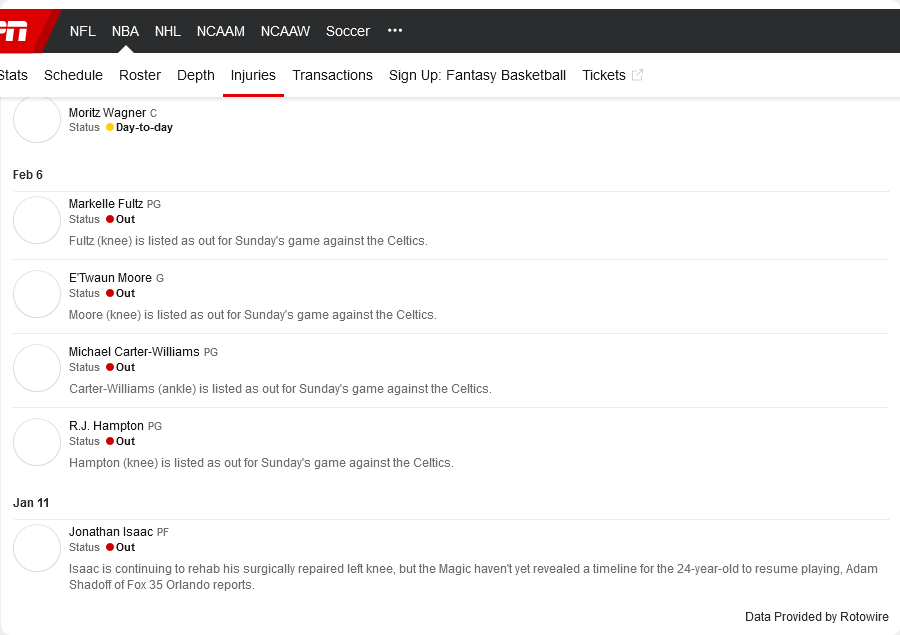 NFL NBA NHL NCAAM NCAAW Soccer •••
Stats Schedule Roster Depth Injuries Transactions Sign Up: Fantasy Basketball Tickets
Moritz Wagner C
Status Day-to-day
Feb 6
Markelle Fultz PG
Status Out
Fultz (knee) is listed as out for Sunday's game against the Celtics.
E'Twaun Moore G
Status Out
Moore (knee) is listed as out for Sunday's game against the Celtics.
Michael Carter-Williams PG
Status Out
Carter-Williams (ankle) is listed as out for Sunday's game against the Celtics.
R.J. Hampton PG
Status Out
Hampton (knee) is listed as out for Sunday's game against the Celtics.
Jan 11
Jonathan Isaac PF
Status Out
Isaac is continuing to rehab his surgically repaired left knee, but the Magic haven't yet revealed a timeline for the 24-year-old to resume playing, Adam
Shadoff of Fox 35 Orlando reports.
Data Provided by Rotowire